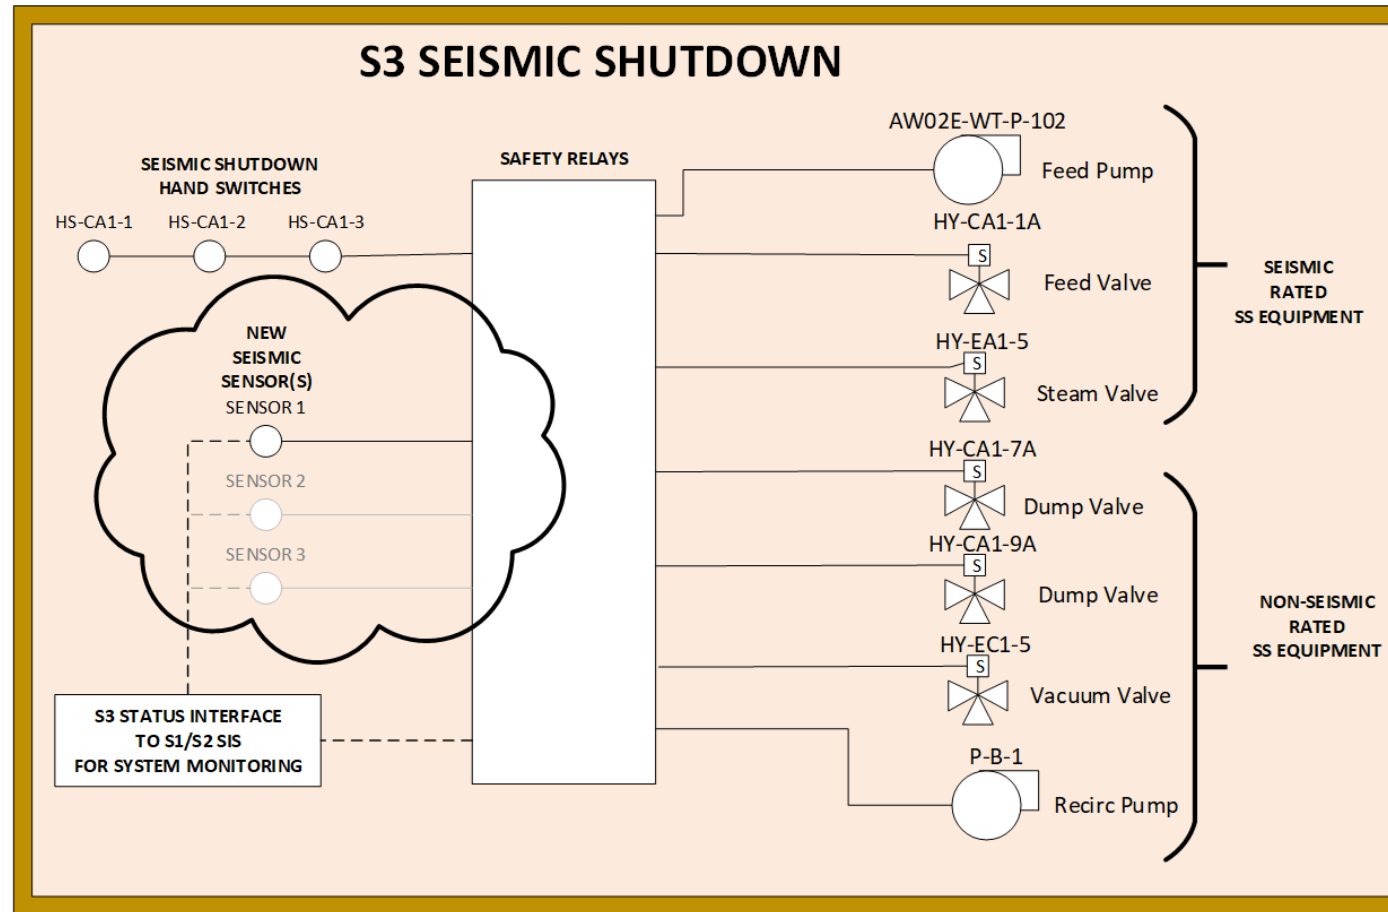 S3 SEISMIC SHUTDOWN
SEISMIC SHUTDOWN
HAND SWITCHES
HS-CA1-1
HS-CA1-2
HS-CA1-3
NEW
SEISMIC
SENSOR(S)
SENSOR 1
SENSOR 2
SENSOR 3
S3 STATUS INTERFACE
TO S1/S2 SIS
FOR SYSTEM MONITORING
SAFETY RELAYS
AW02E-WT-P-102
Feed Pump
HY-CA1-1A
S
Feed Valve
HY-EA1-5
S
Steam Valve
HY-CA1-7A
S
Dump Valve
HY-CA1-9A
S
Dump Valve
HY-EC1-5
S
Vacuum Valve
P-B-1
Recirc Pump
SEISMIC
RATED
SS EQUIPMENT
NON-SEISMIC
RATED
SS EQUIPMENT